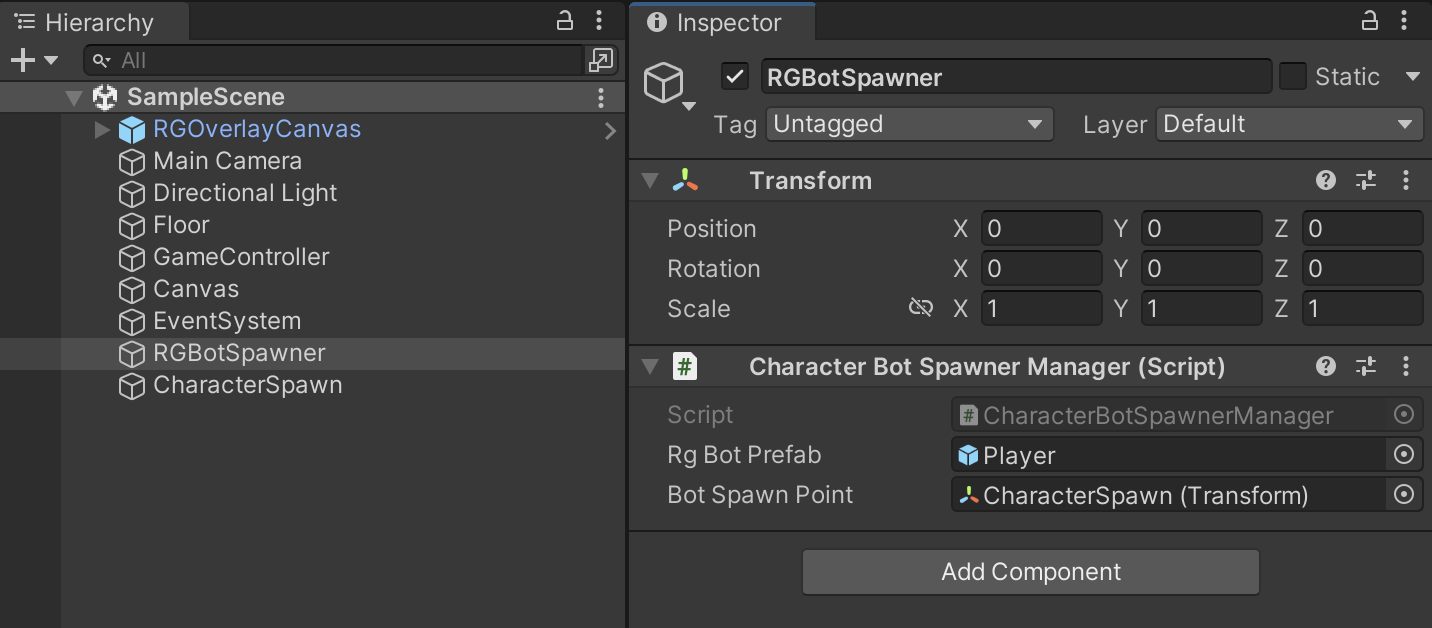 Hierarchy
All
SampleScene
RGOverlayCanvas
Main Camera
Directional Light
Floor
GameController
Canvas
EventSystem
RGBotSpawner
CharacterSpawn
Inspector
RGBotSpawner Static
Tag Untagged Layer Default
Transform
Position X 0 Y 0 Z 0
Rotation X 0 Y 0 Z 0
Scale X 1 Y 1 Z 1
# Character Bot Spawner Manager (Script)
Script # CharacterBotSpawnerManager
Rg Bot Prefab Player
Bot Spawn Point CharacterSpawn (Transform)
Add Component